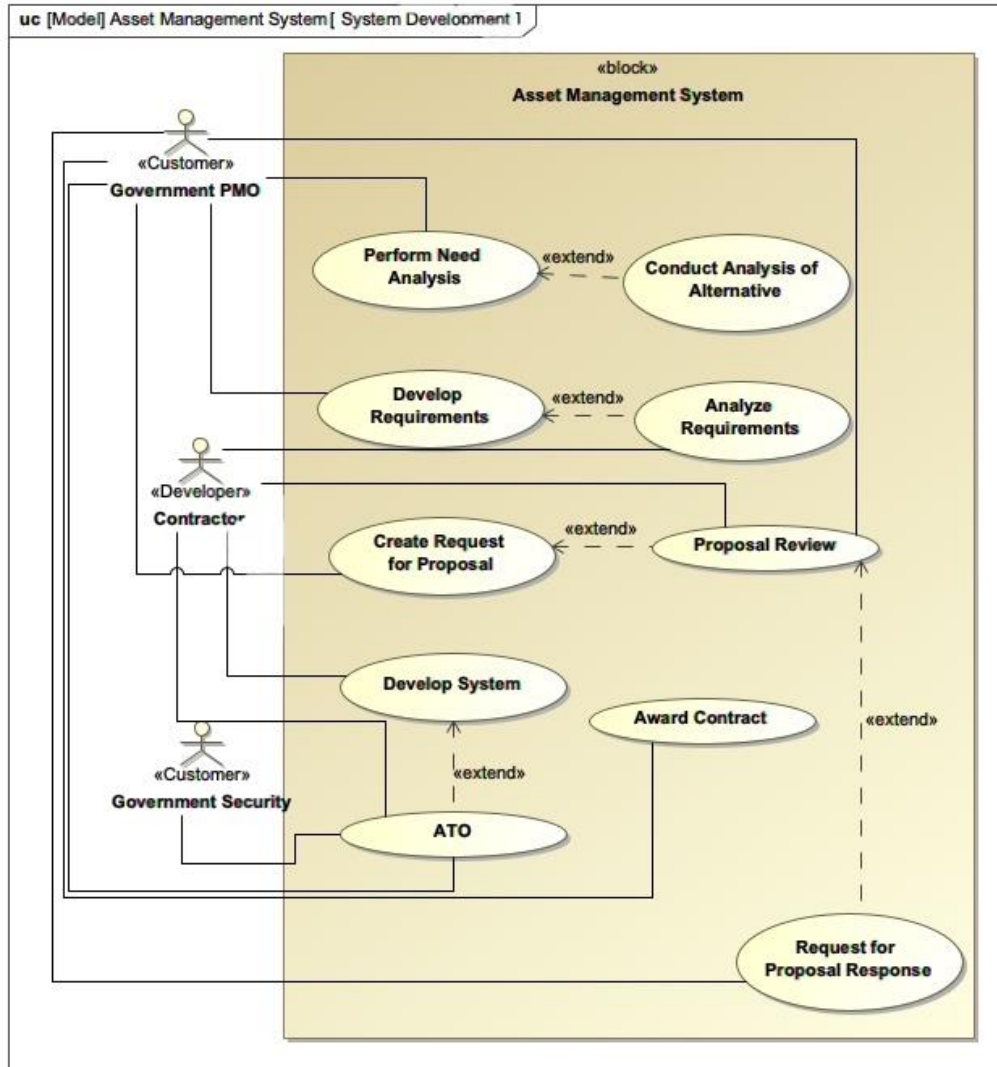 uc [Model] Asset Management System [ System Development ]
«block»
Asset Management System
«Customer»
Government PMO
Perform Need
Analysis
«extend»
Conduct Analysis of
Alternative
Develop
Requirements
«extend»
Analyze
Requirements
«Developer»
Contractor
Create Request
for Proposal
«extend»
Proposal Review
Develop System
Award Contract
«extend»
«Customer»
Government Security
«extend»
ATO
Request for
Proposal Response